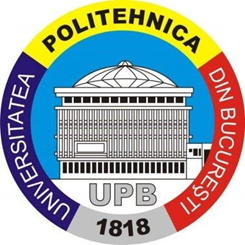 UNIVERSITATEA
POLITEHNICA
DIN BUCUREŞTI
UPB
1818